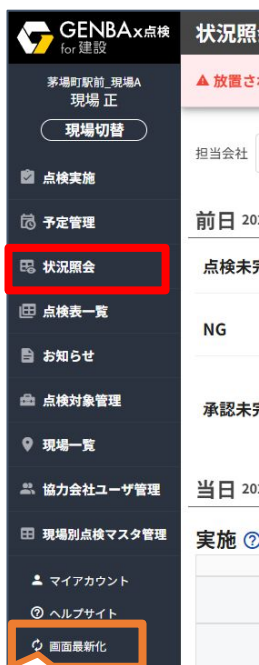 GENBAx点検
for 建設
茅場町駅前_現場A
現場 正
現場切替
点検実施
予定管理
状況照会
点検表一覧
お知らせ
点検対象管理
現場一覧
協力会社ユーザ管理
現場別点検マスタ管理
マイアカウント
ヘルプサイト
画面最新化
状況照
放置さ
担当会社
前日 20
点検未完
NG
承認未完
当日 20
実施